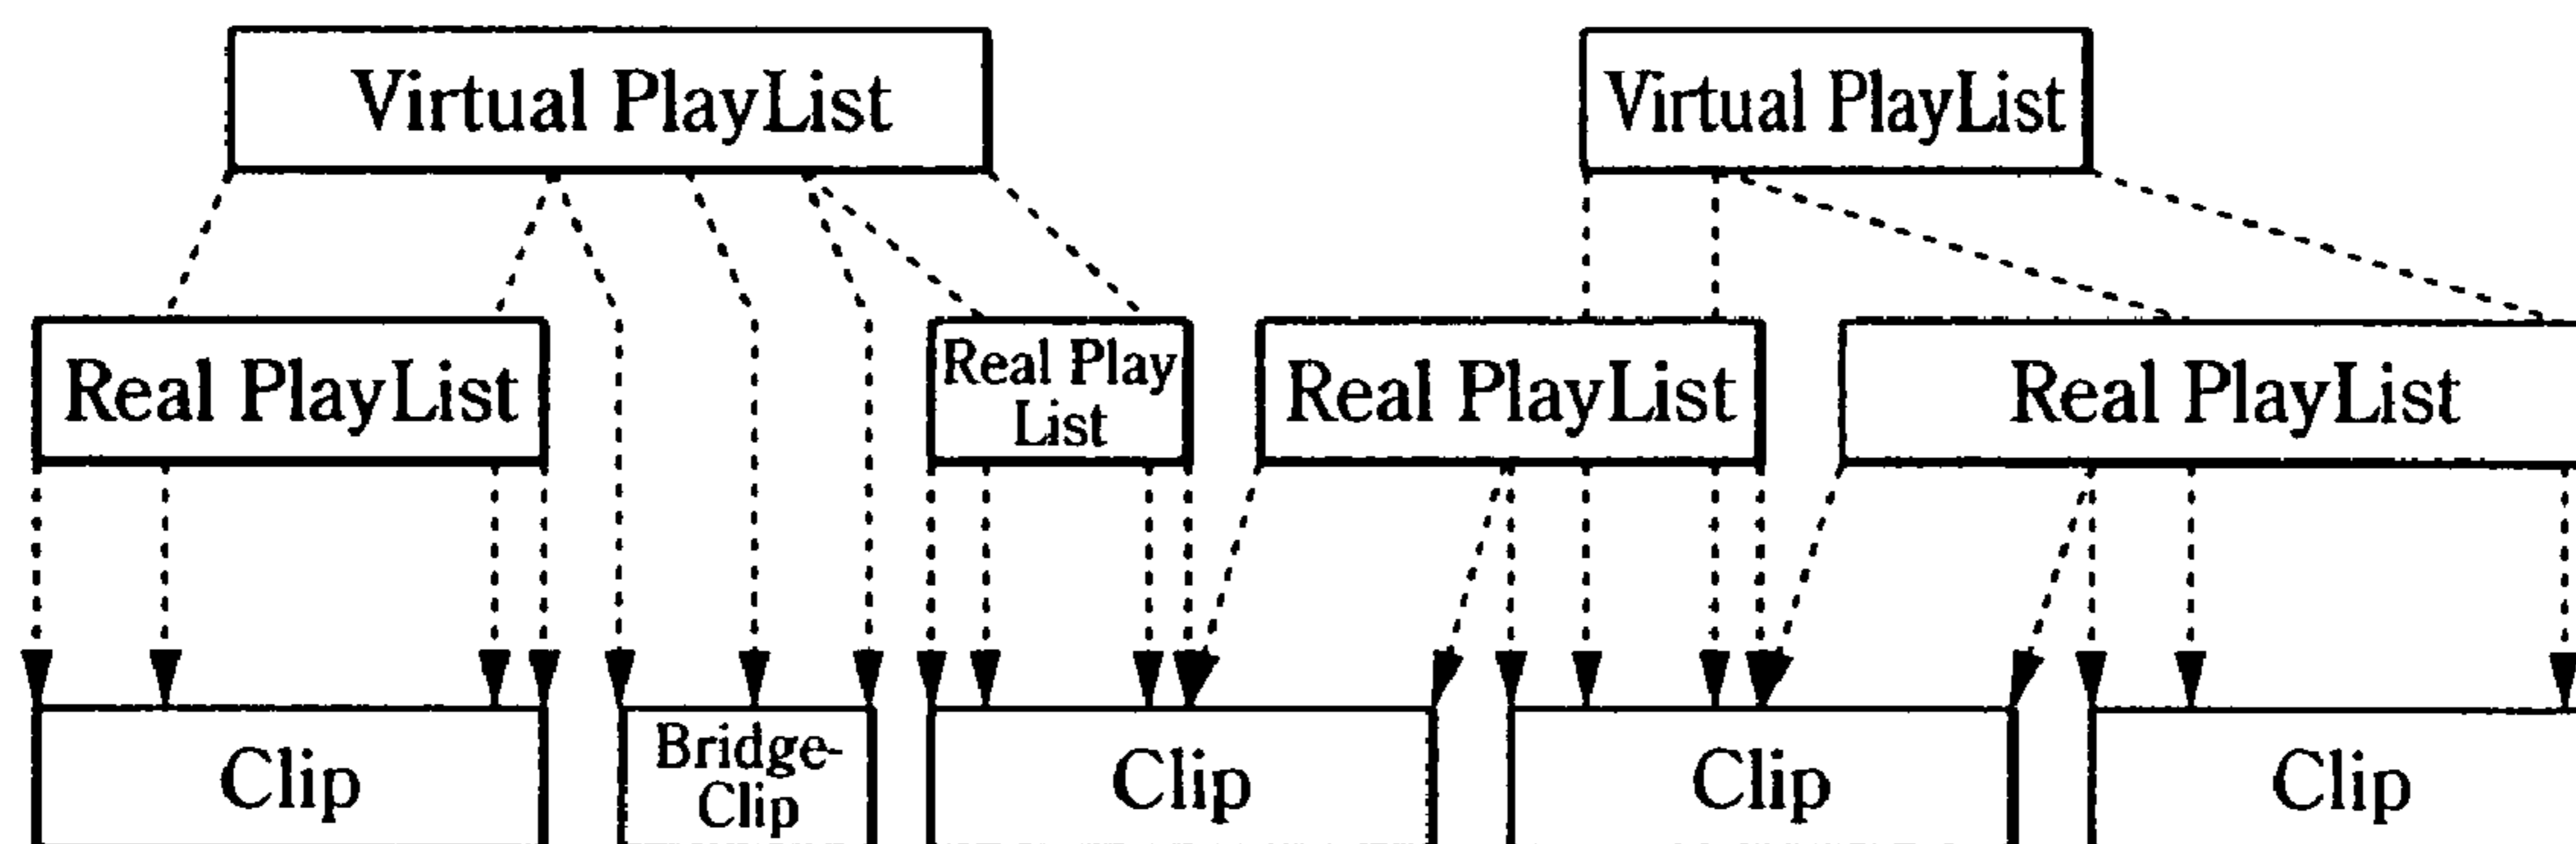 Virtual PlayList
Virtual PlayList
Real PlayList
Real Play
List
Real PlayList
Real PlayList
Clip
Bridge-
Clip
Clip
Clip
Clip